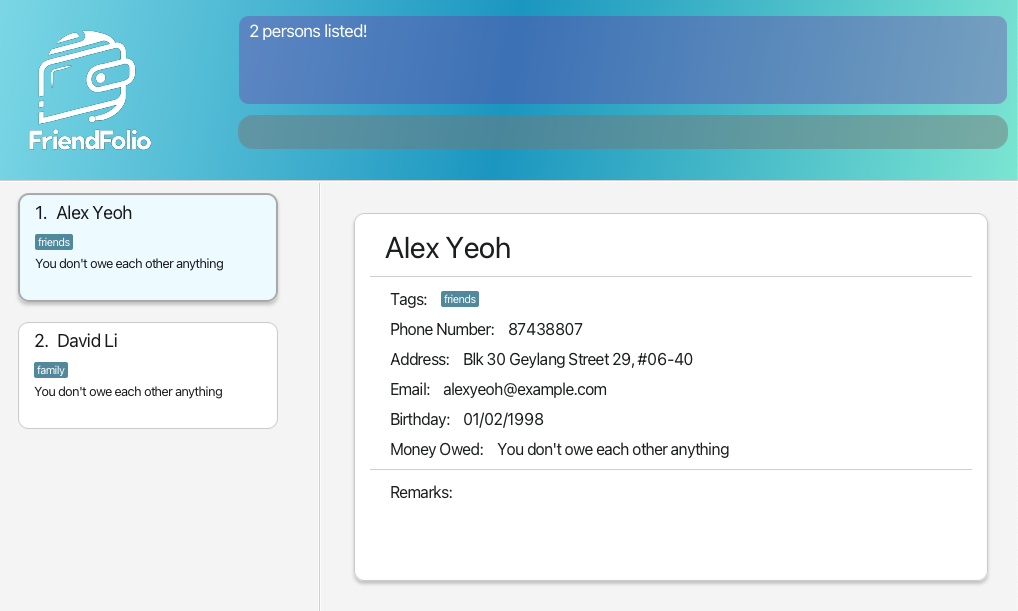 2 persons listed!
FriendFolio
1. Alex Yeoh
friends
You don't owe each other anything
2. David Li
family
You don't owe each other anything
Alex Yeoh
Tags: friends
Phone Number: 87438807
Address: Blk 30 Geylang Street 29, #06-40
Email: alexyeoh@example.com
Birthday: 01/02/1998
Money Owed: You don't owe each other anything
Remarks: